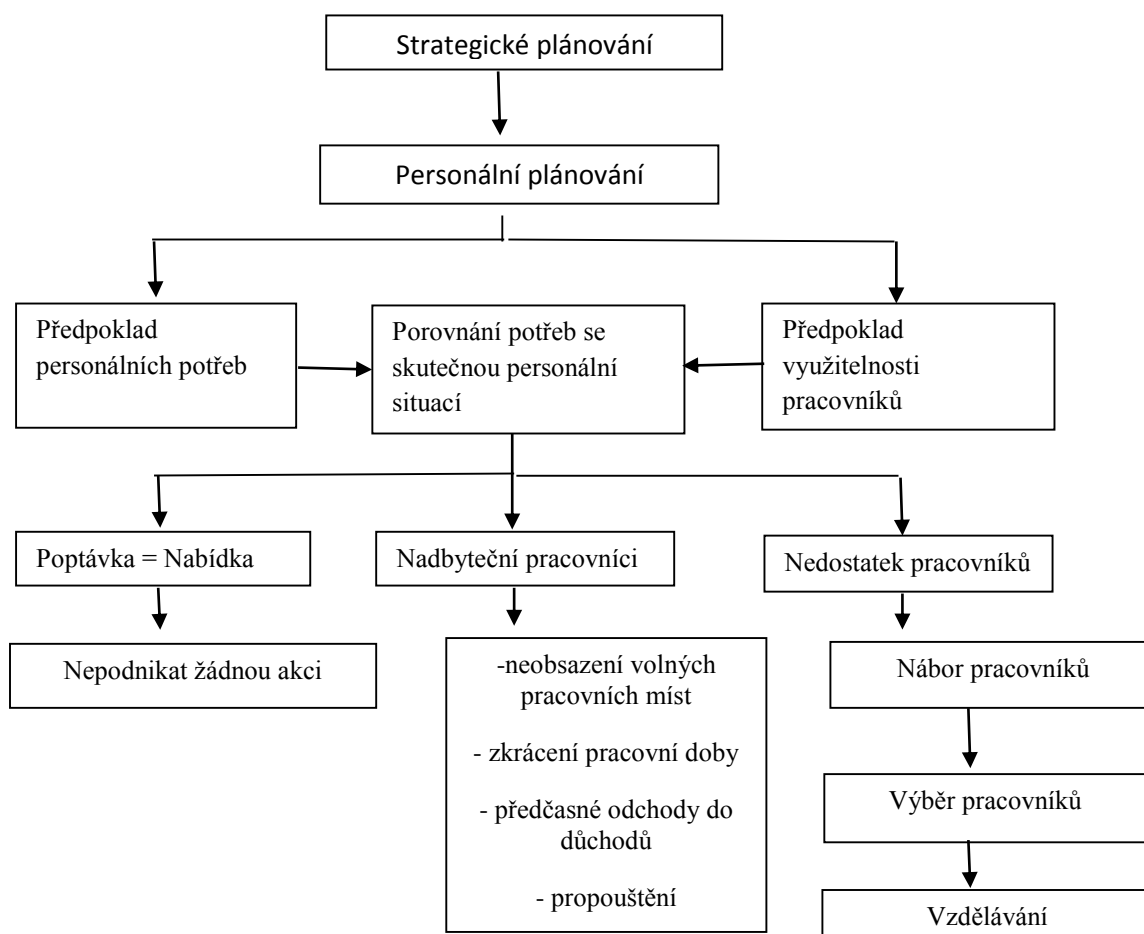 Strategické plánování
Personální plánování
Předpoklad
personálních potřeb
Porovnání potřeb se
skutečnou personální
situací
Předpoklad
využitelnosti
pracovníků
Poptávka = Nabídka
Nadbyteční pracovníci
Nedostatek pracovníků
Nepodnikat žádnou akci
-neobsazení volných
pracovních míst
- zkrácení pracovní doby
- předčasné odchody do
důchodů
- propouštění
Nábor pracovníků
Výběr pracovníků
Vzdělávání